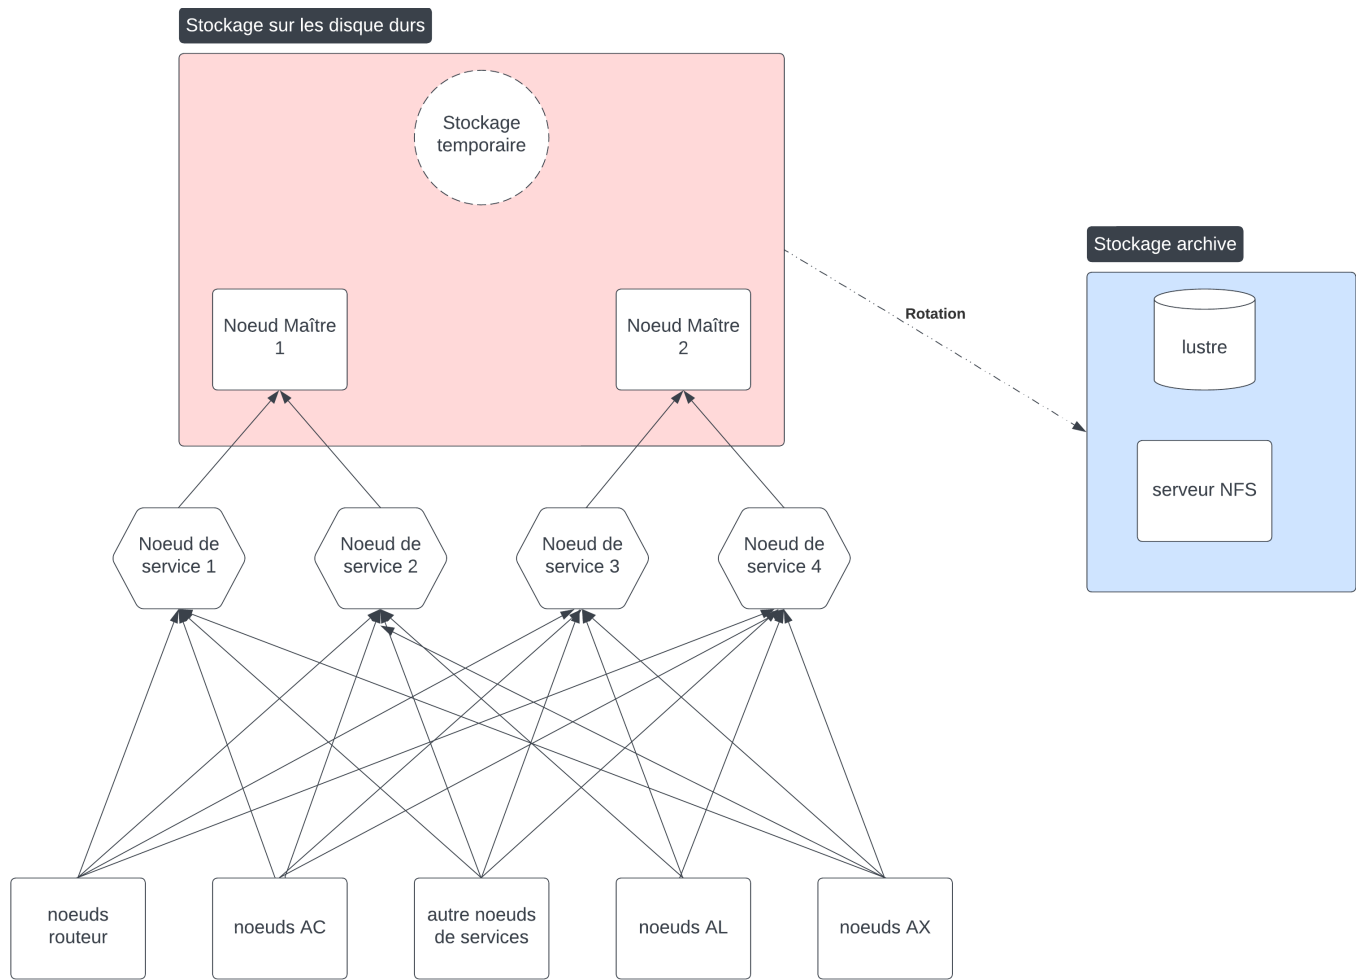 Stockage sur les disque durs
Stockage
temporaire
Noeud Maître
1
Noeud Maître
2
Rotation
Stockage archive
lustre
serveur NFS
Noeud de
service 1
Noeud de
service 2
Noeud de
service 3
Noeud de
service 4
noeuds
routeur
noeuds AC
autre noeuds
de services
noeuds AL
noeuds AX